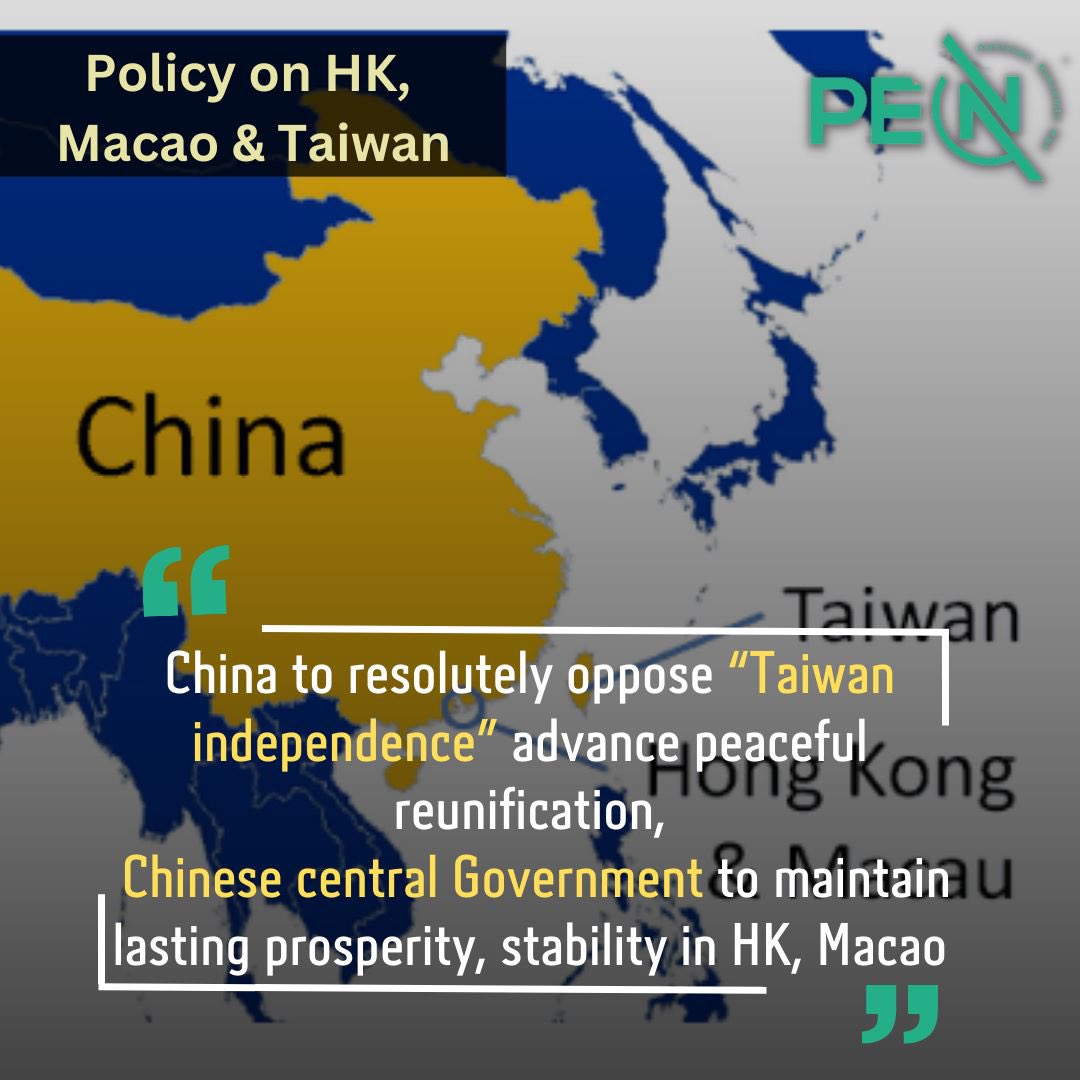 Policy on HK,
Macao & Taiwan
PEN
China
Taiwan
Hong Kong
& Macau
“
China to resolutely oppose “Taiwan
independence” advance peaceful
reunification,
Chinese central Government to maintain
lasting prosperity, stability in HK, Macao
”